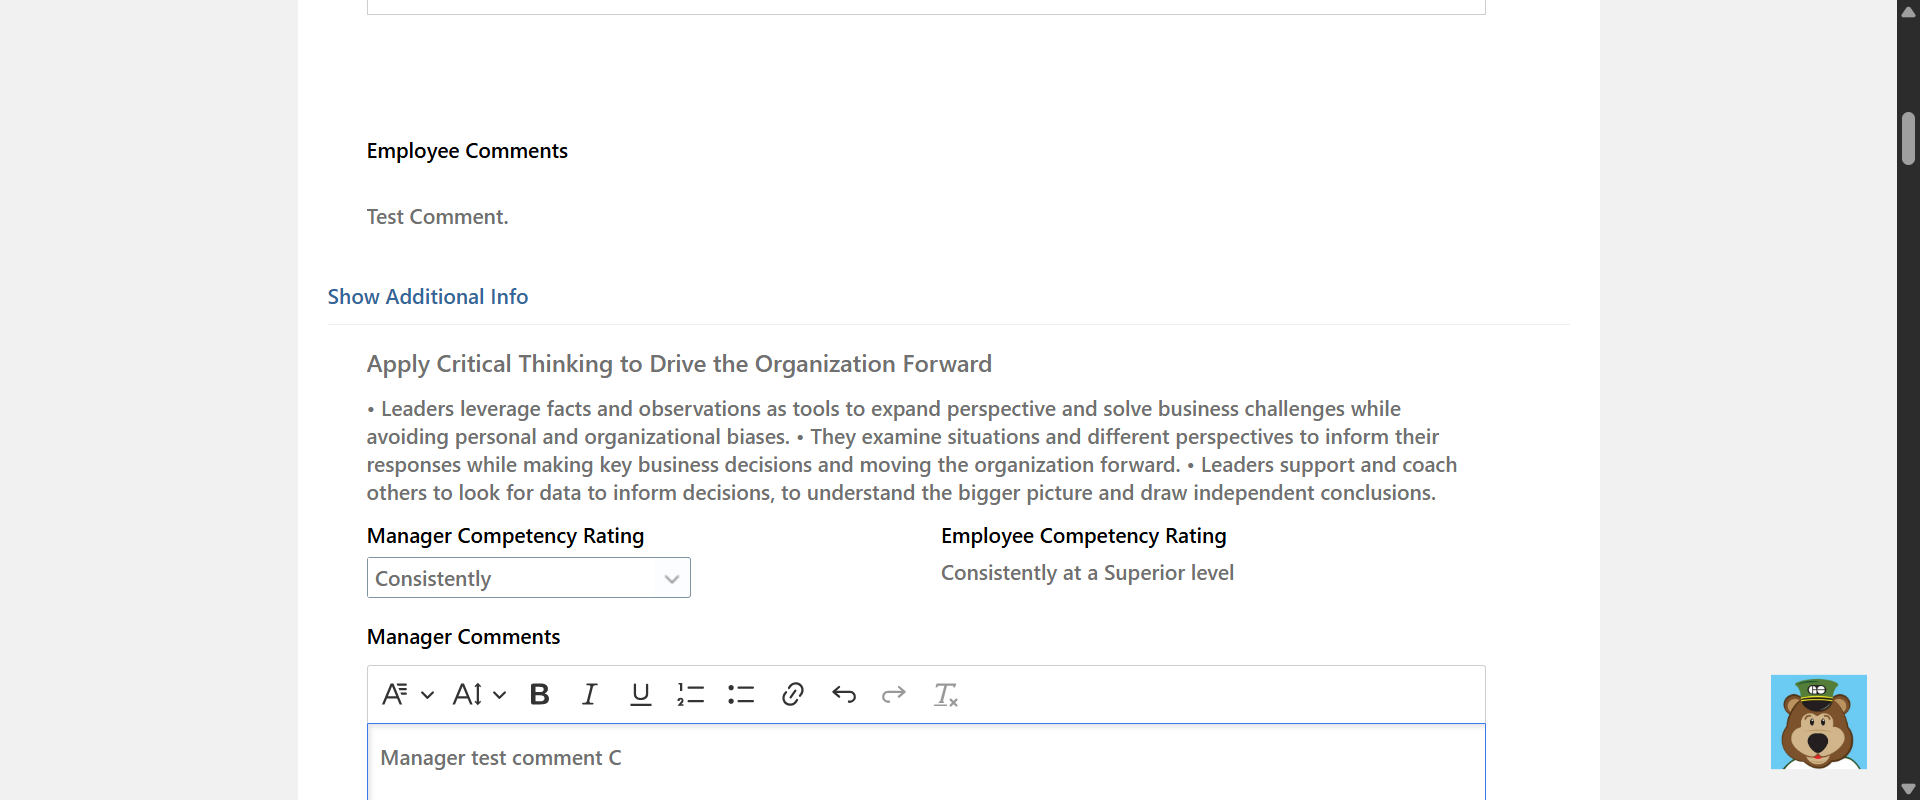 Employee Comments
Test Comment.
Show Additional Info
Apply Critical Thinking to Drive the Organization Forward
• Leaders leverage facts and observations as tools to expand perspective and solve business challenges while
avoiding personal and organizational biases. • They examine situations and different perspectives to inform their
responses while making key business decisions and moving the organization forward. • Leaders support and coach
others to look for data to inform decisions, to understand the bigger picture and draw independent conclusions.
Manager Competency Rating
Employee Competency Rating
Consistently
Consistently at a Superior level
Manager Comments
Manager test comment C